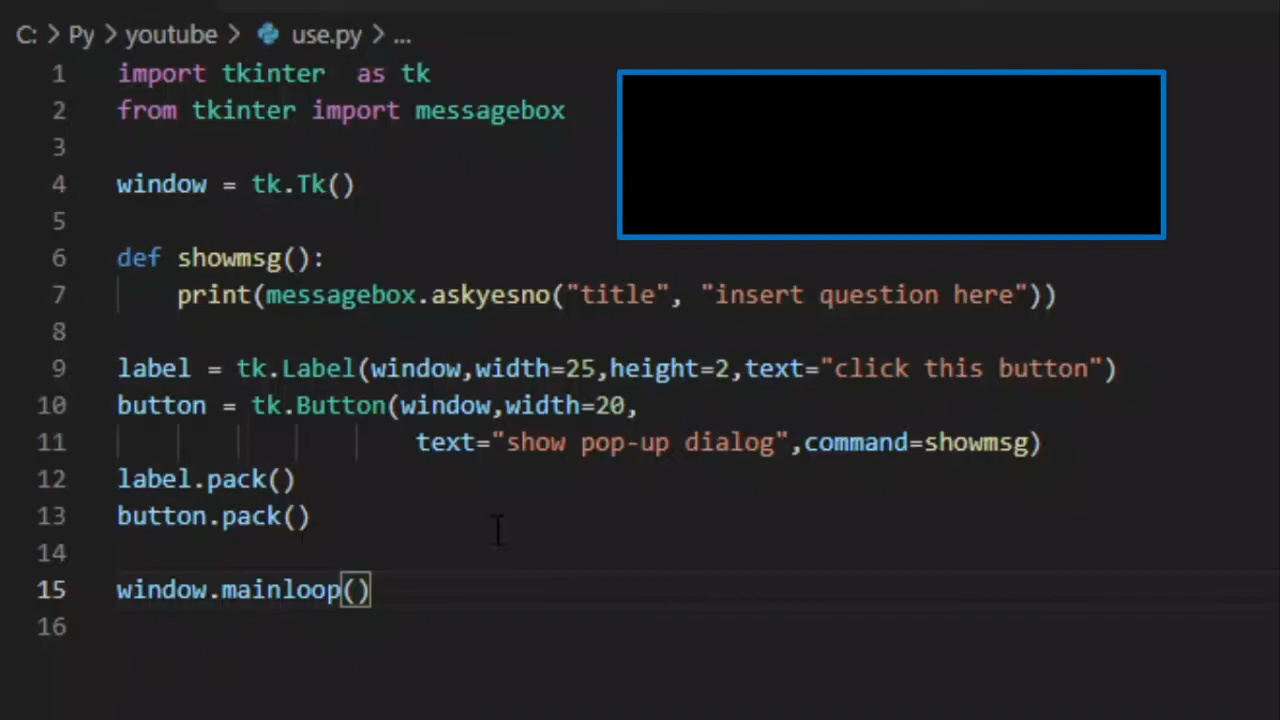 C: > Py > youtube > use.py > ...
1 import tkinter  as tk
2 from tkinter import messagebox
3
4 window = tk.Tk()
5
6 def showmsg():
7     print(messagebox.askyesno("title", "insert question here"))
8
9 label = tk.Label(window,width=25,height=2,text="click this button")
10 button = tk.Button(window,width=20,
11                     text="show pop-up dialog",command=showmsg)
12 label.pack()
13 button.pack()
14
15 window.mainloop()
16